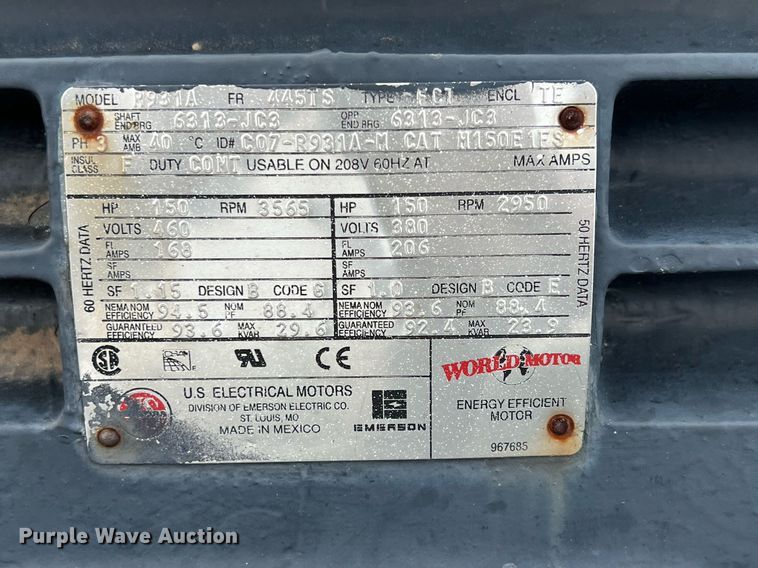 MODEL R931A FR 445TS TYPE FCT ENCL TE
SHAFT END BRG 6313-JC3 OPP END BRG 6313-JC3
PH 3 MAX AMB 40 °C ID# C07-R931A-M CAT M150E1FS
INSUL CLASS F DUTY CONT USABLE ON 208V 60HZ AT MAX AMPS
60 HERTZ DATA
HP 150 RPM 3565
VOLTS 460
FL AMPS 168
SF AMPS
SF 1.15 DESIGN B CODE G
NEMA NOM EFFICIENCY 94.5 NOM PF 88.4
GUARANTEED EFFICIENCY 93.6 MAX KVAR 29.6
HP 150 RPM 2950
VOLTS 380
FL AMPS 206
SF AMPS
SF 1.0 DESIGN B CODE E
NEMA NOM EFFICIENCY 93.6 NOM PF 88.4
GUARANTEED EFFICIENCY 92.4 MAX KVAR 23.9
50 HERTZ DATA
U.S. ELECTRICAL MOTORS
DIVISION OF EMERSON ELECTRIC CO.
ST. LOUIS, MO
MADE IN MEXICO
EMERSON
WORLD MOTOR
ENERGY EFFICIENT
MOTOR
967685
Purple Wave Auction